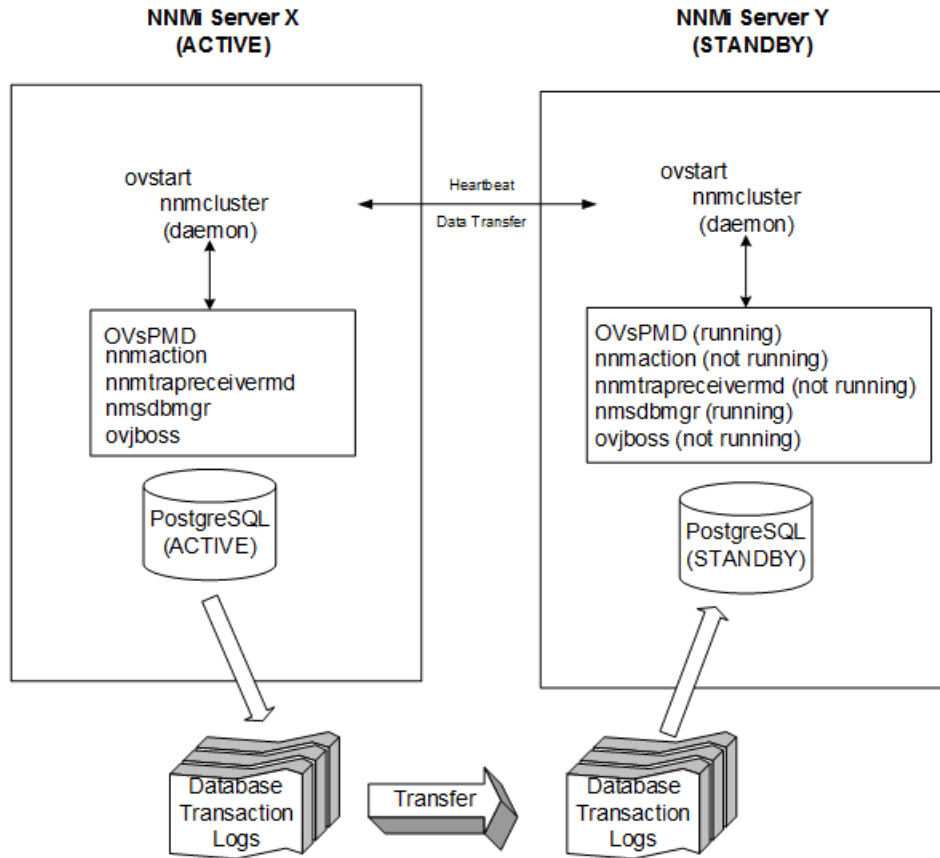 NNMi Server X
(ACTIVE)
NNMi Server Y
(STANDBY)
ovstart
nnmcluster
(daemon)
Heartbeat
Data Transfer
ovstart
nnmcluster
(daemon)
OVsPMD
nnmaction
nnmtrapreceivermd
nmsdbmgr
ovjboss
OVsPMD (running)
nnmaction (not running)
nnmtrapreceivermd (not running)
nmsdbmgr (running)
ovjboss (not running)
PostgreSQL
(ACTIVE)
PostgreSQL
(STANDBY)
Database
Transaction
Logs
Transfer
Database
Transaction
Logs